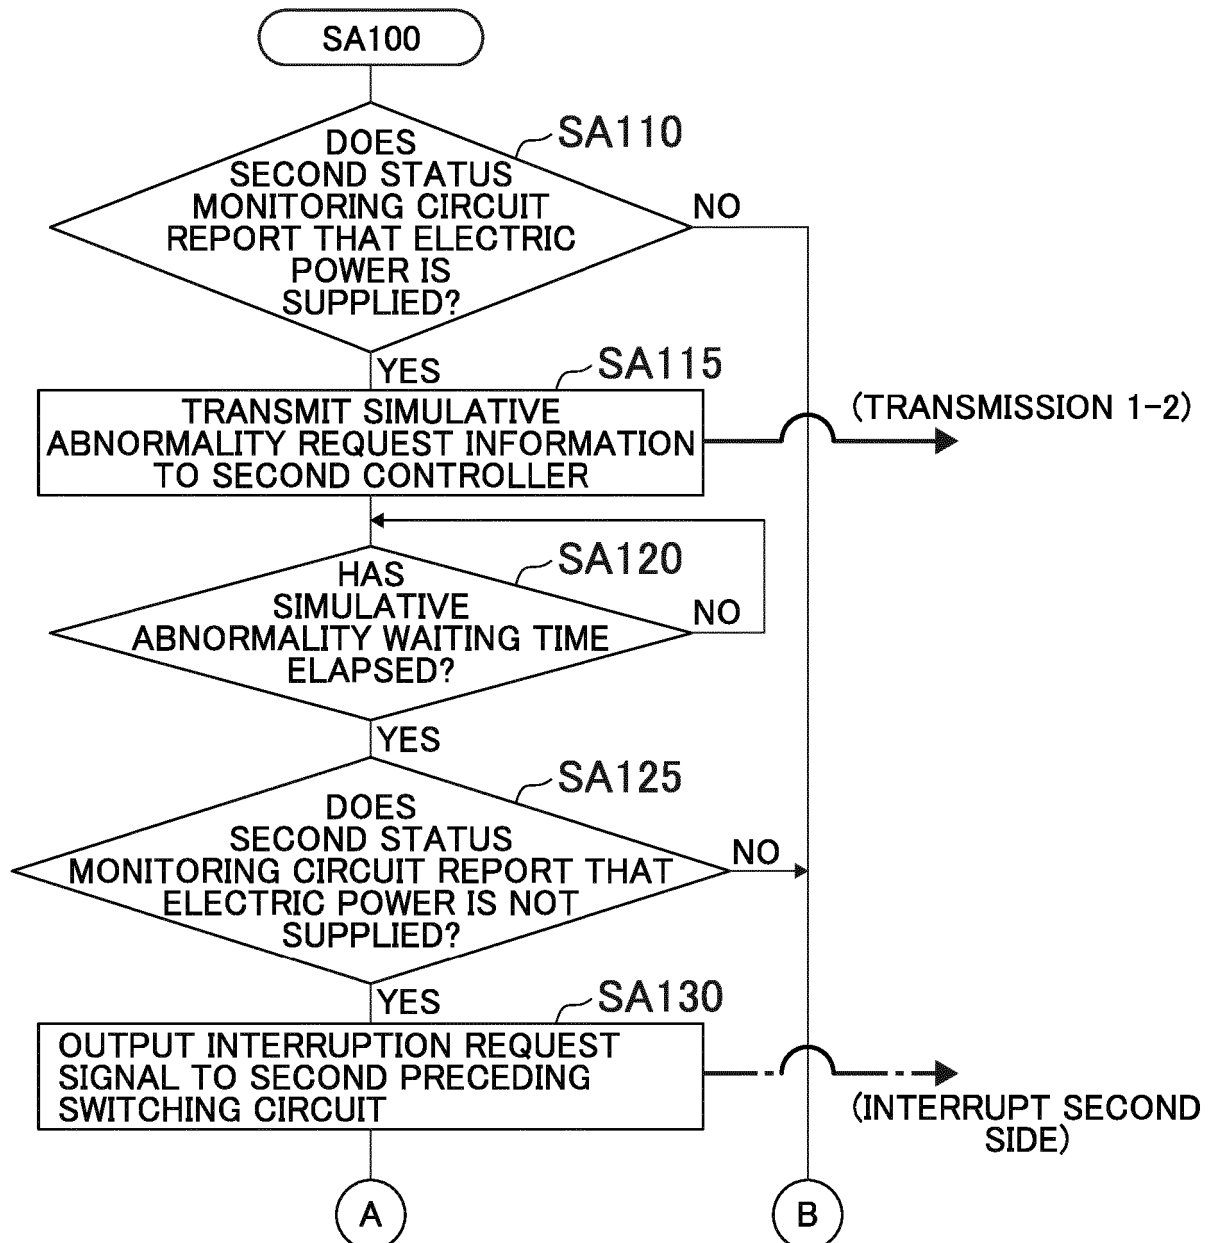 SA100
DOES
SECOND STATUS
MONITORING CIRCUIT
REPORT THAT ELECTRIC
POWER IS
SUPPLIED?
SA110
NO
YES
SA115
TRANSMIT SIMULATIVE
ABNORMALITY REQUEST INFORMATION
TO SECOND CONTROLLER
(TRANSMISSION 1-2)
SA120
HAS
SIMULATIVE
ABNORMALITY WAITING TIME
ELAPSED?
NO
YES
SA125
DOES
SECOND STATUS
MONITORING CIRCUIT REPORT THAT
ELECTRIC POWER IS NOT
SUPPLIED?
NO
YES
SA130
OUTPUT INTERRUPTION REQUEST
SIGNAL TO SECOND PRECEDING
SWITCHING CIRCUIT
(INTERRUPT SECOND
SIDE)
A
B